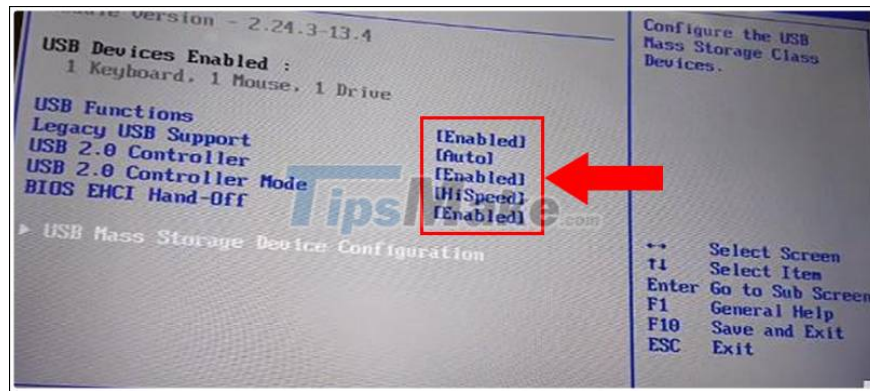 Module Version - 2.24.3-13.4
USB Devices Enabled :
1 Keyboard, 1 Mouse, 1 Drive
USB Functions [Enabled]
Legacy USB Support [Auto]
USB 2.0 Controller [Enabled]
USB 2.0 Controller Mode [HiSpeed]
BIOS EHCI Hand-Off [Enabled]
▶ USB Mass Storage Device Configuration
Configure the USB
Mass Storage Class
Devices.
↔ Select Screen
↑↓ Select Item
Enter Go to Sub Screen
F1 General Help
F10 Save and Exit
ESC Exit
TipsMake.com